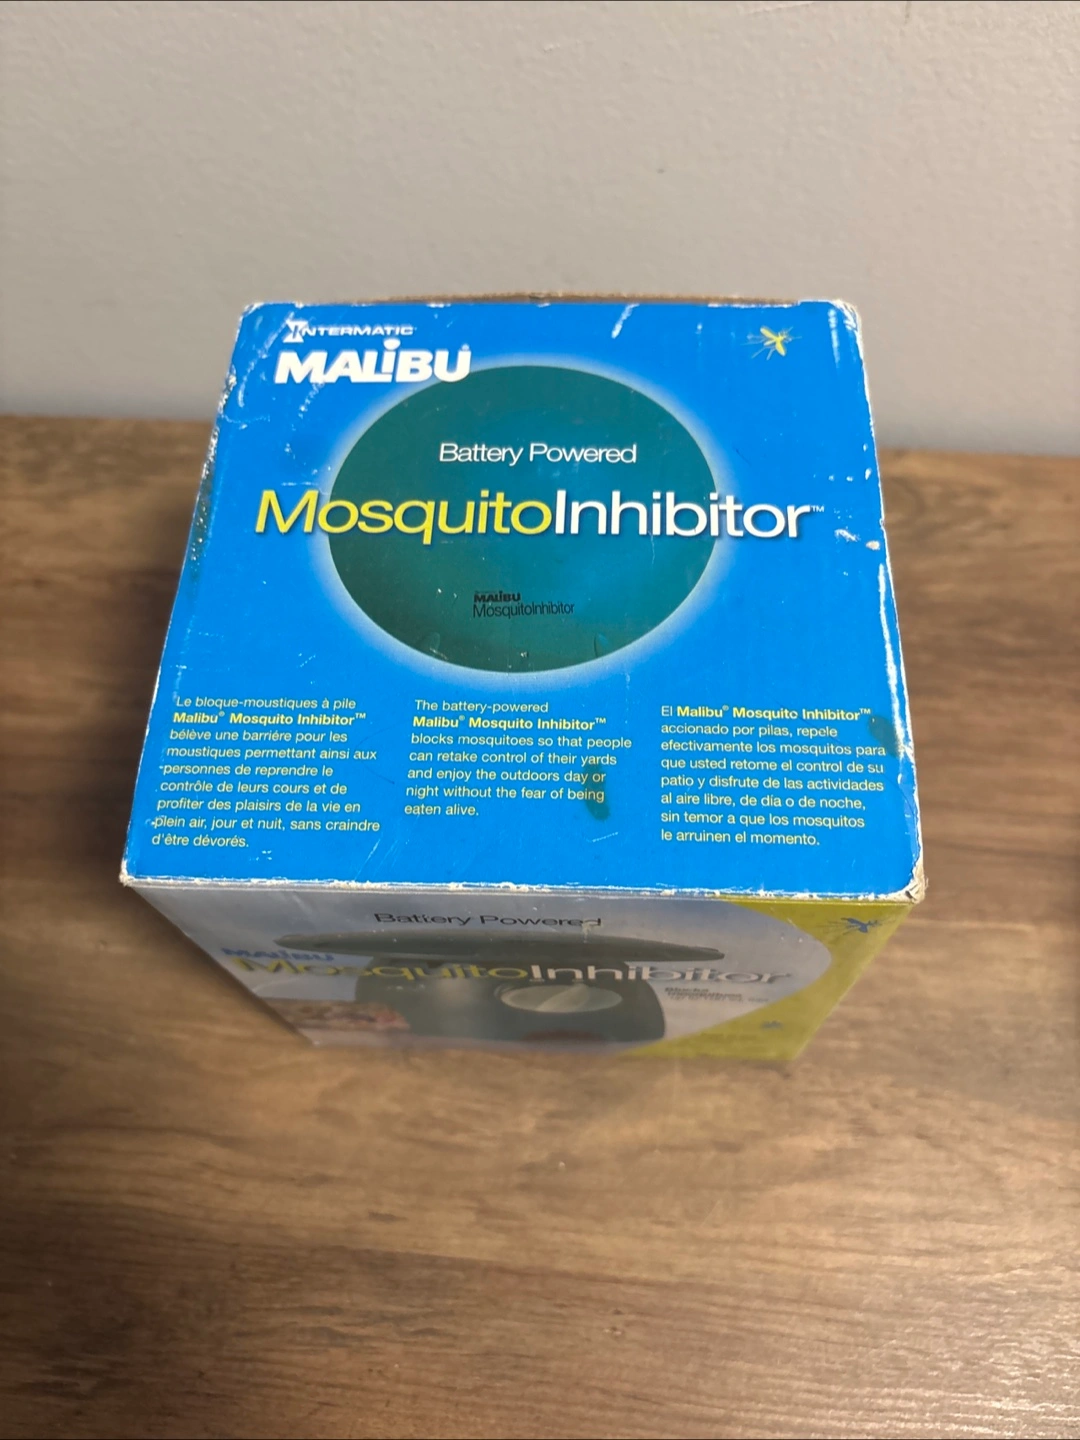 INTERMATIC
MALiBU
Battery Powered
MosquitoInhibitor™
MALiBU
MosquitoInhibitor
Le bloque-moustiques à pile
Malibu® Mosquito Inhibitor™
bélève une barriére pour les
moustiques permettant ainsi aux
personnes de reprendre le
contrôle de leurs cours et de
profiter des plaisirs de la vie en
plein air, jour et nuit, sans craindre
d'être dévorés.
The battery-powered
Malibu® Mosquito Inhibitor™
blocks mosquitoes so that people
can retake control of their yards
and enjoy the outdoors day or
night without the fear of being
eaten alive.
El Malibu® Mosquito Inhibitor™
accionado por pilas, repele
efectivamente los mosquitos para
que usted retome el control de su
patio y disfrute de las actividades
al aire libre, de día o de noche,
sin temor a que los mosquitos
le arruinen el momento.
Battery Powered
MALiBU
MosquitoInhibitor